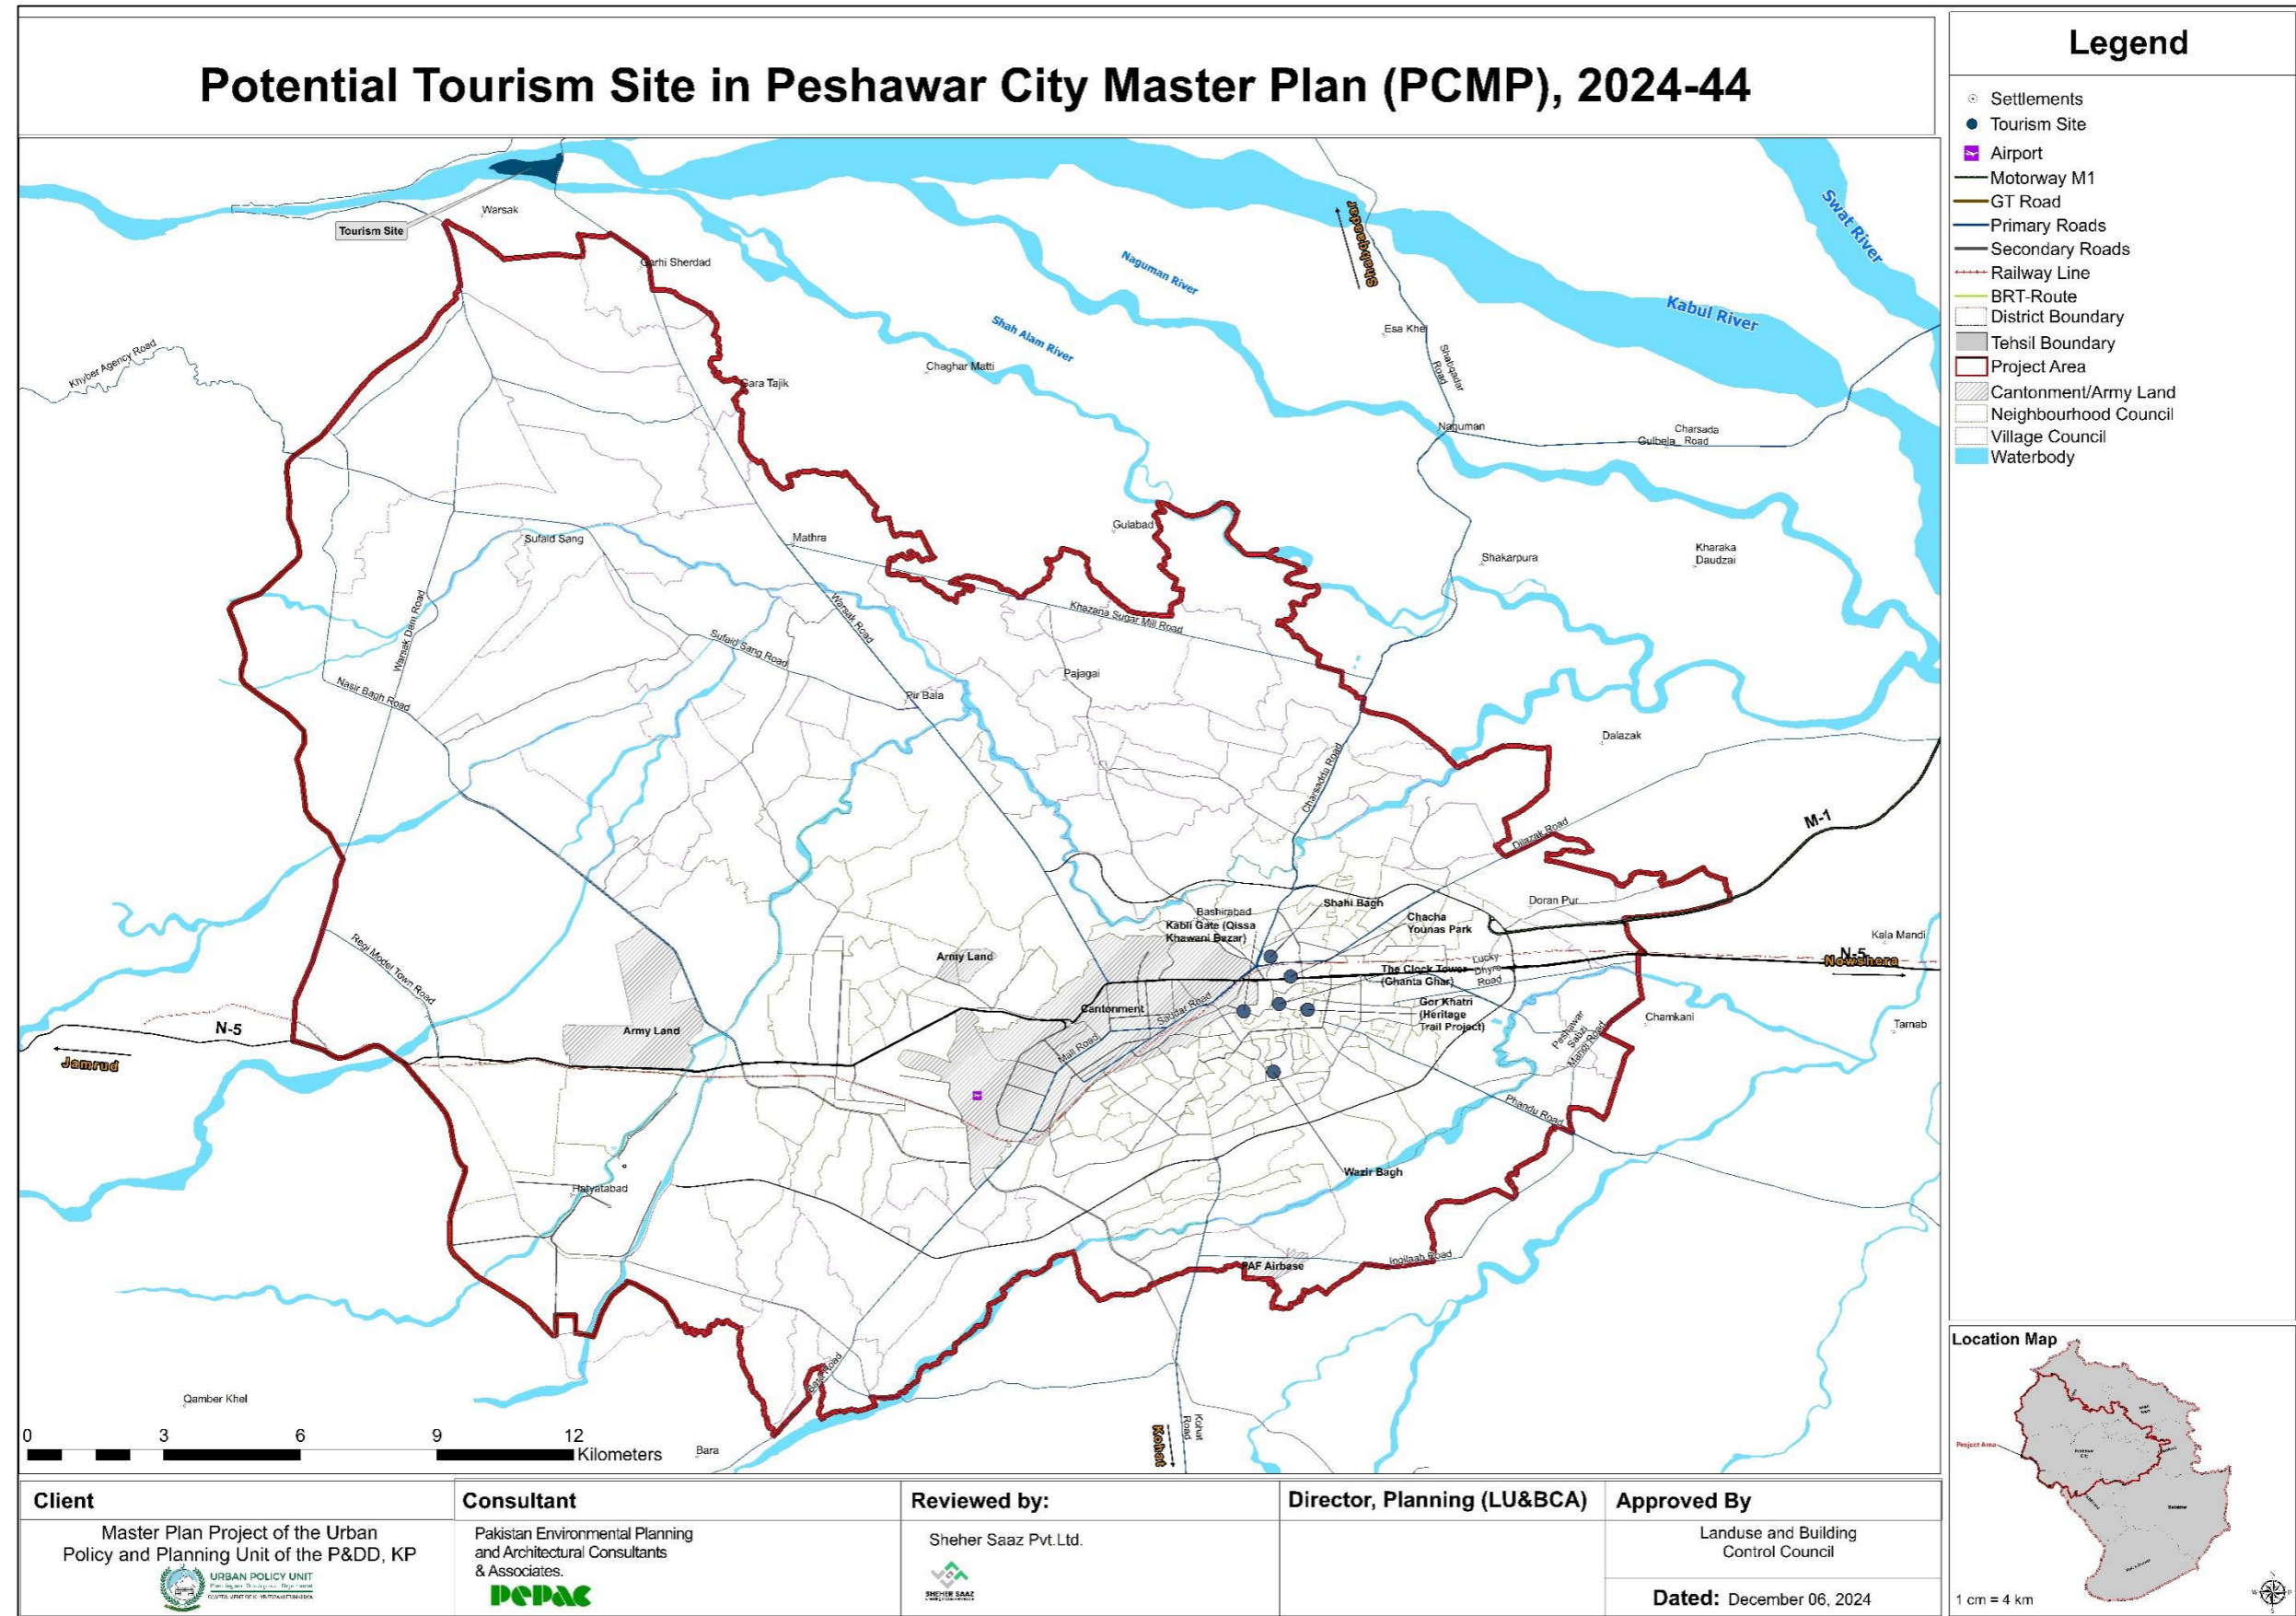 Potential Tourism Site in Peshawar City Master Plan (PCMP), 2024-44
Legend
Settlements
Tourism Site
Airport
Motorway M1
GT Road
Primary Roads
Secondary Roads
Railway Line
BRT-Route
District Boundary
Tehsil Boundary
Project Area
Cantonment/Army Land
Neighbourhood Council
Village Council
Waterbody
Swat River
Kabul River
Naguman River
Shah Alam River
Shabqaddar
Warsak
Tourism Site
Garhi Sherdad
Khyber Agency Road
Gara Tajik
Chaghar Matti
Esa Khel
Shabqadar
Road
Naguman
Charsada
Gulbela Road
Gulabad
Mathra
Sufaid Sang
Shakarpura
Kharaka
Daudzai
Warsak Road
Khazana Sugar Mill Road
Warsak Dam Road
Sufaid Sang Road
Nasir Bagh Road
Pajagai
Pir Bala
Dalazak
Charsadda Road
Dilazak Road
M-1
Shahi Bagh
Doran Pur
Bashirabad
Kabli Gate (Qissa
Khawani Bazar)
Chacha
Younas Park
Kala Mandi
N-5
Nowshera
Army Land
Regi Model Town Road
The Clock Tower
(Ghanta Ghar)
Lucky
Dhyre
Road
Cantonment
Saddar Road
Gor Khatri
(Heritage
Trail Project)
Chamkani
Tarnab
Peshawar
Sabzi
Mandi Road
Army Land
N-5
Jamrud
Mall Road
Phandu Road
Wazir Bagh
Hatyatabad
PAF Airbase
Inqilaab Road
Bara Road
Qamber Khel
Bara
Kohat
Kohat
Road
0 3 6 9 12
Kilometers
Location Map
Project Area
1 cm = 4 km
Client
Master Plan Project of the Urban
Policy and Planning Unit of the P&DD, KP
URBAN POLICY UNIT
Consultant
Pakistan Environmental Planning
and Architectural Consultants
& Associates.
pepac
Reviewed by:
Sheher Saaz Pvt.Ltd.
SHEHER SAAZ
Director, Planning (LU&BCA)
Approved By
Landuse and Building
Control Council
Dated: December 06, 2024